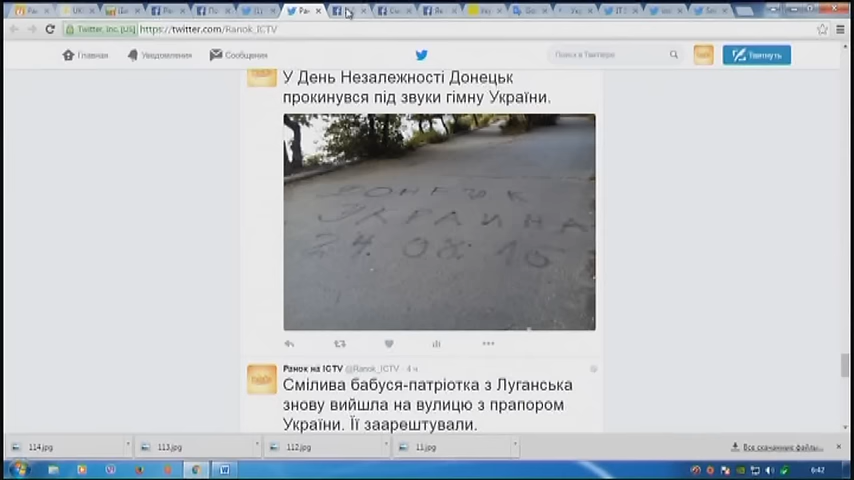 Twitter, Inc. [US] https://twitter.com/Ranok_ICTV
Главная Уведомления Сообщения Поиск в Твиттере Твитнуть
У День Незалежності Донецьк
прокинувся під звуки гімну України.
ДОНЕЦК
УКРАИНА
24.08.16
Ранок на ICTV @Ranok_ICTV · 4 ч
Смілива бабуся-патріотка з Луганська
знову вийшла на вулицю з прапором
України. Її заарештували.
114.jpg 113.jpg 112.jpg 11.jpg Все скачанные файлы...
6:42